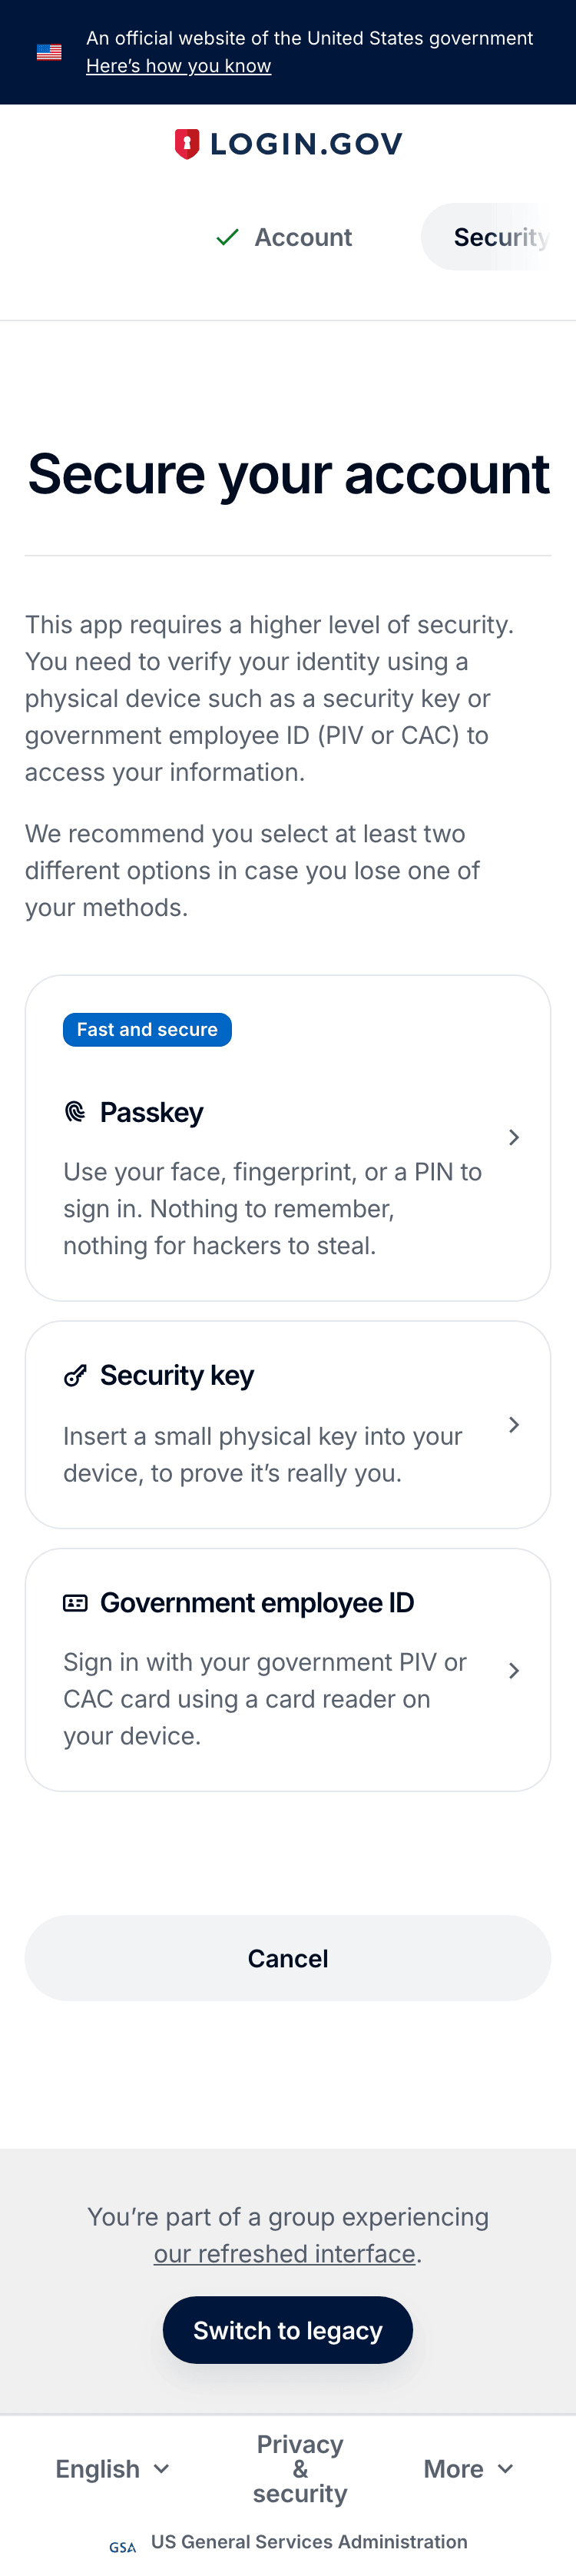 An official website of the United States government
Here’s how you know
LOGIN.GOV
Account
Security
Secure your account
This app requires a higher level of security.
You need to verify your identity using a
physical device such as a security key or
government employee ID (PIV or CAC) to
access your information.
We recommend you select at least two
different options in case you lose one of
your methods.
Fast and secure
Passkey
Use your face, fingerprint, or a PIN to
sign in. Nothing to remember,
nothing for hackers to steal.
Security key
Insert a small physical key into your
device, to prove it’s really you.
Government employee ID
Sign in with your government PIV or
CAC card using a card reader on
your device.
Cancel
You’re part of a group experiencing
our refreshed interface.
Switch to legacy
English
Privacy
&
security
More
GSA US General Services Administration